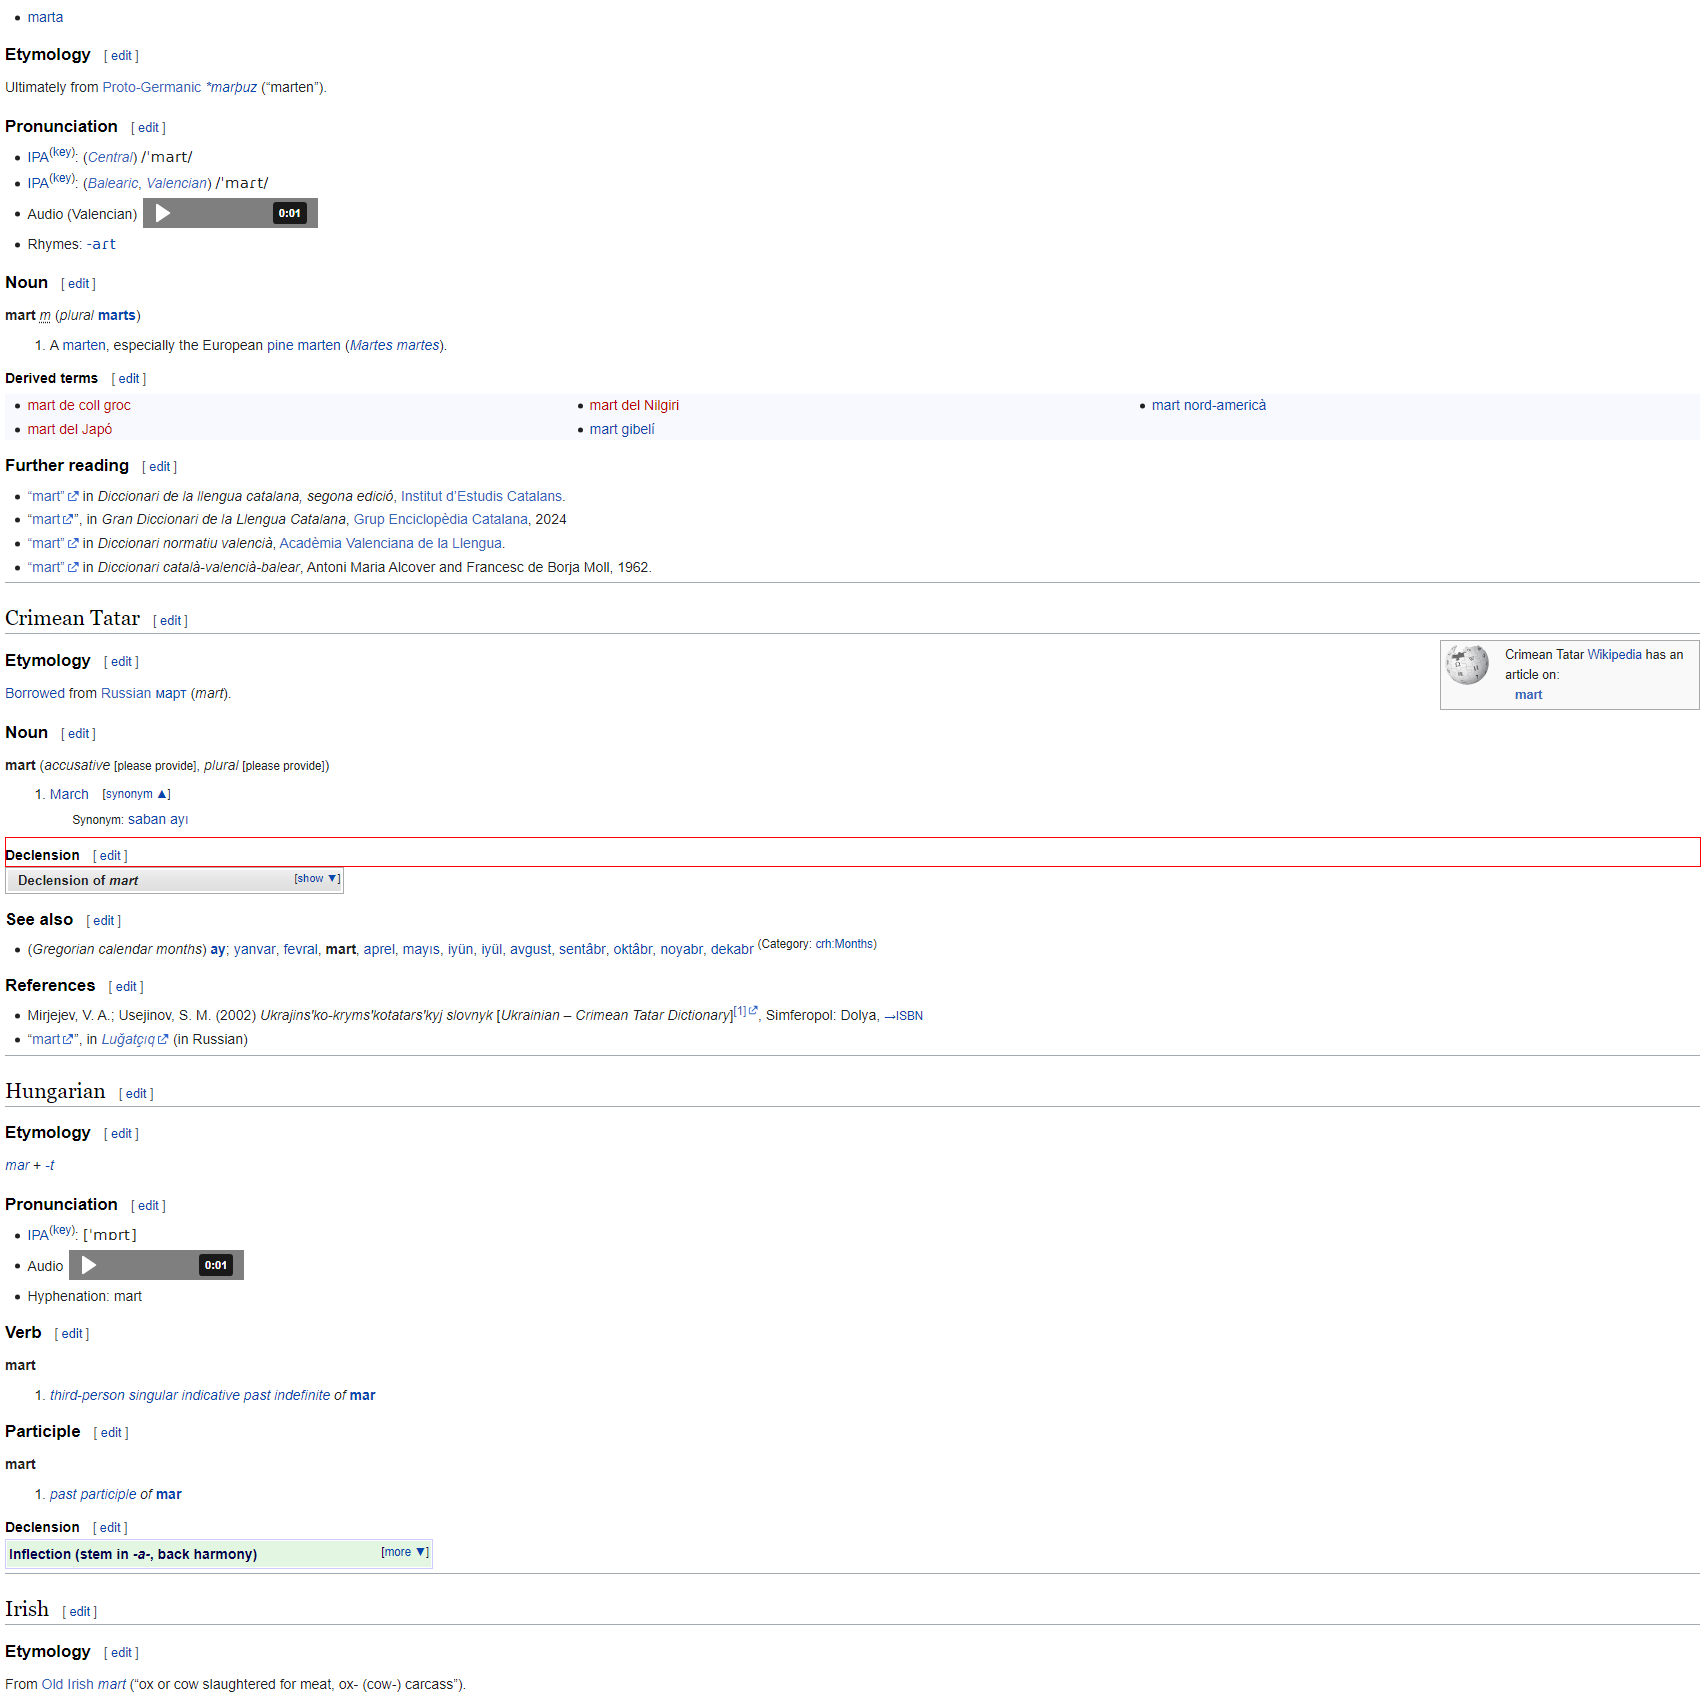 marta
Etymology [ edit ]
Ultimately from Proto-Germanic *marþuz (“marten”).
Pronunciation [ edit ]
IPA(key): (Central) /ˈmart/
IPA(key): (Balearic, Valencian) /ˈmaɾt/
Audio (Valencian) 0:01
Rhymes: -aɾt
Noun [ edit ]
mart m (plural marts)
1. A marten, especially the European pine marten (Martes martes).
Derived terms [ edit ]
mart de coll groc
mart del Japó
mart del Nilgiri
mart gibelí
mart nord-americà
Further reading [ edit ]
“mart” in Diccionari de la llengua catalana, segona edició, Institut d’Estudis Catalans.
“mart”, in Gran Diccionari de la Llengua Catalana, Grup Enciclopèdia Catalana, 2024
“mart” in Diccionari normatiu valencià, Acadèmia Valenciana de la Llengua.
“mart” in Diccionari català-valencià-balear, Antoni Maria Alcover and Francesc de Borja Moll, 1962.
Crimean Tatar [ edit ]
Crimean Tatar Wikipedia has an
article on:
mart
Etymology [ edit ]
Borrowed from Russian март (mart).
Noun [ edit ]
mart (accusative [please provide], plural [please provide])
1. March [synonym ▲]
Synonym: saban ayı
Declension [ edit ]
Declension of mart [show ▼]
See also [ edit ]
(Gregorian calendar months) ay; yanvar, fevral, mart, aprel, mayıs, iyün, iyül, avgust, sentâbr, oktâbr, noyabr, dekabr (Category: crh:Months)
References [ edit ]
Mirjejev, V. A.; Usejinov, S. M. (2002) Ukrajinsʹko-krymsʹkotatarsʹkyj slovnyk [Ukrainian – Crimean Tatar Dictionary][1], Simferopol: Dolya, →ISBN
“mart”, in Luğatçıq (in Russian)
Hungarian [ edit ]
Etymology [ edit ]
mar + -t
Pronunciation [ edit ]
IPA(key): [ˈmɒrt]
Audio 0:01
Hyphenation: mart
Verb [ edit ]
mart
1. third-person singular indicative past indefinite of mar
Participle [ edit ]
mart
1. past participle of mar
Declension [ edit ]
Inflection (stem in -a-, back harmony) [more ▼]
Irish [ edit ]
Etymology [ edit ]
From Old Irish mart (“ox or cow slaughtered for meat, ox- (cow-) carcass”).